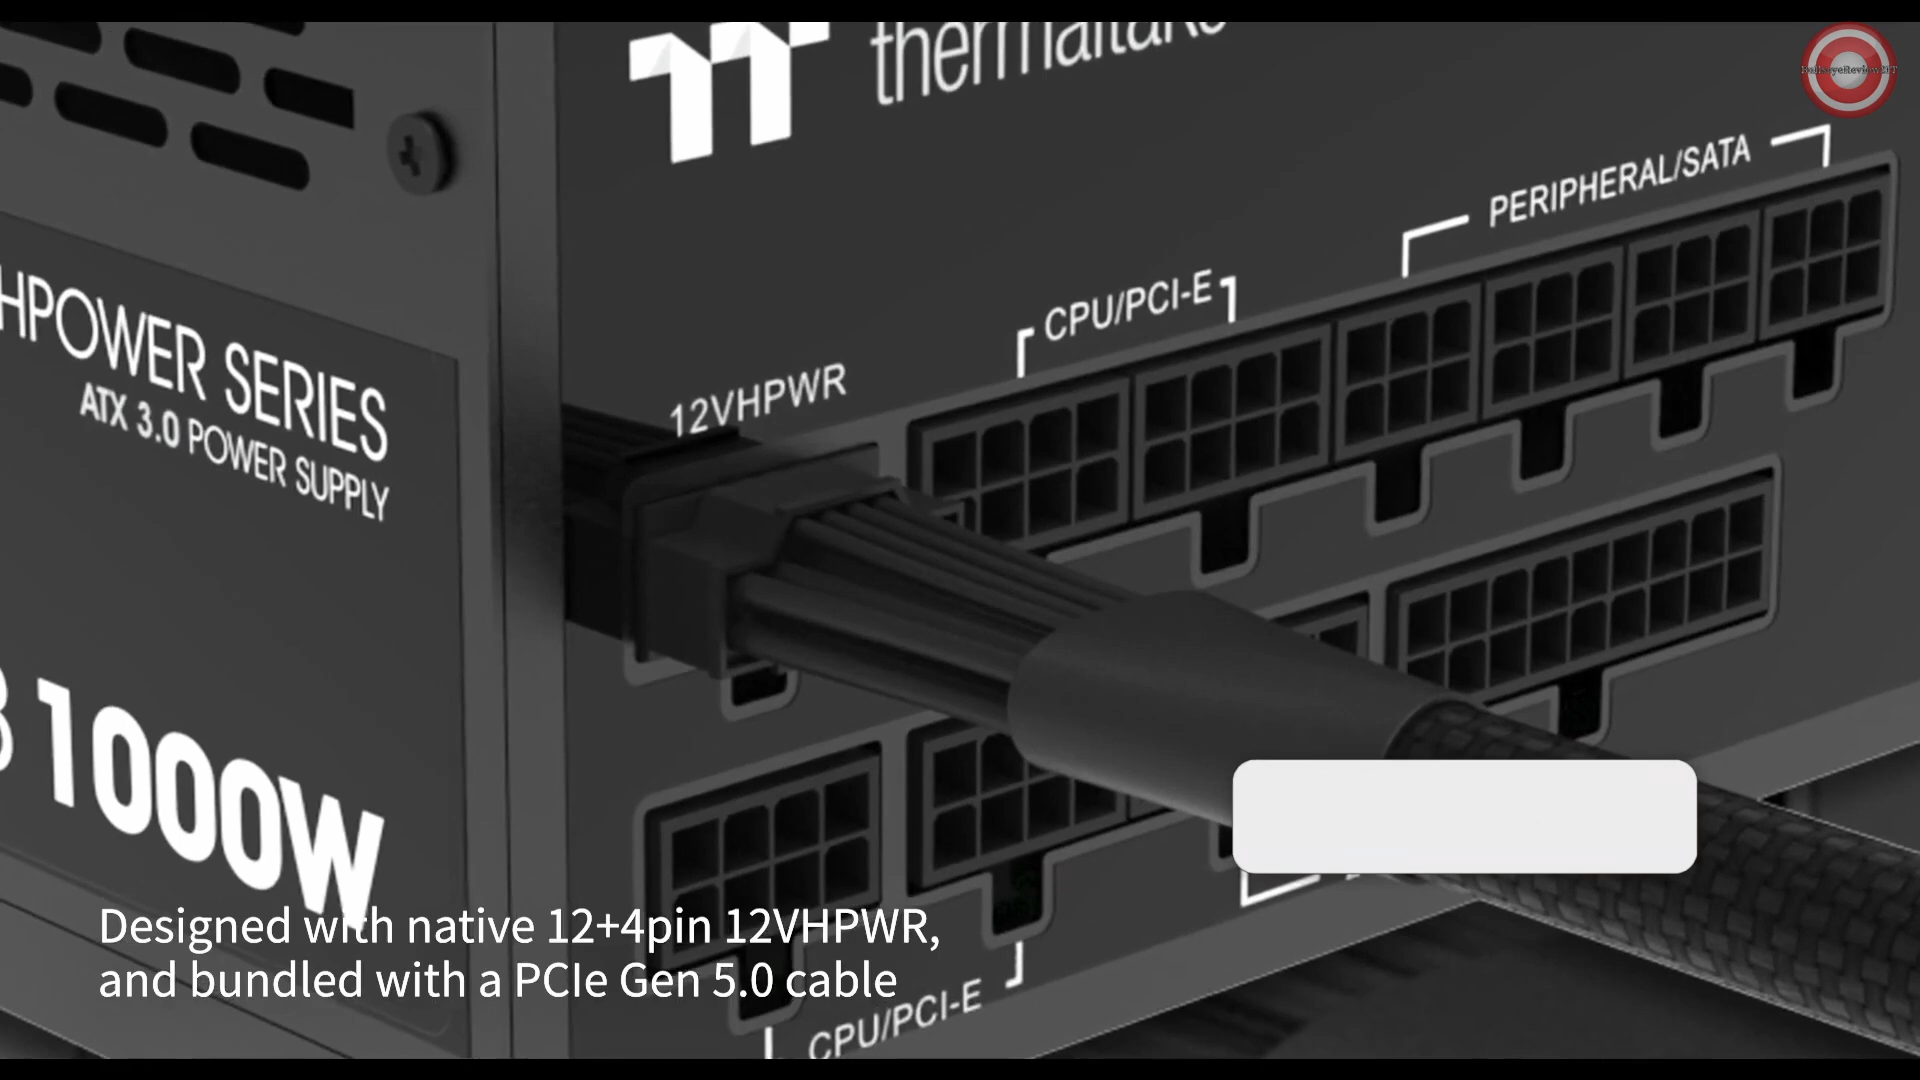 thermaltake
PERIPHERAL/SATA
CPU/PCI-E
12VHPWR
HPOWER SERIES
ATX 3.0 POWER SUPPLY
1000W
Designed with native 12+4pin 12VHPWR,
and bundled with a PCIe Gen 5.0 cable
CPU/PCI-E